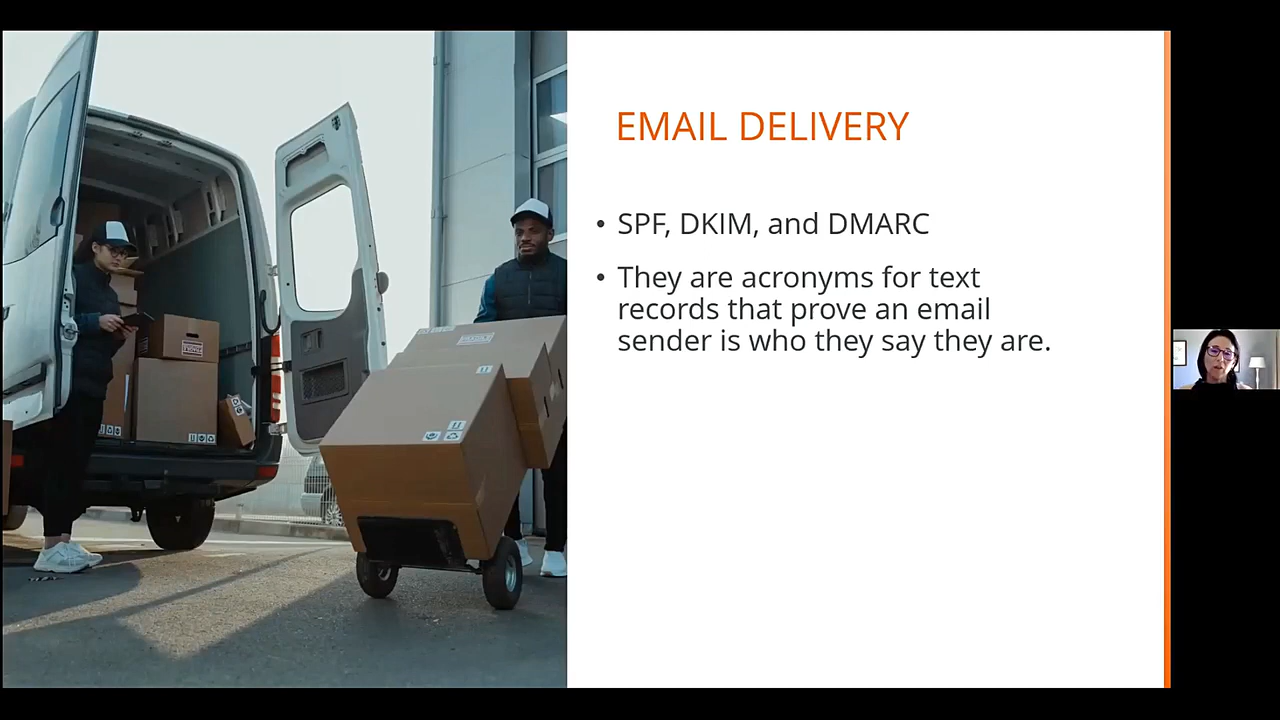 EMAIL DELIVERY
• SPF, DKIM, and DMARC
• They are acronyms for text
records that prove an email
sender is who they say they are.